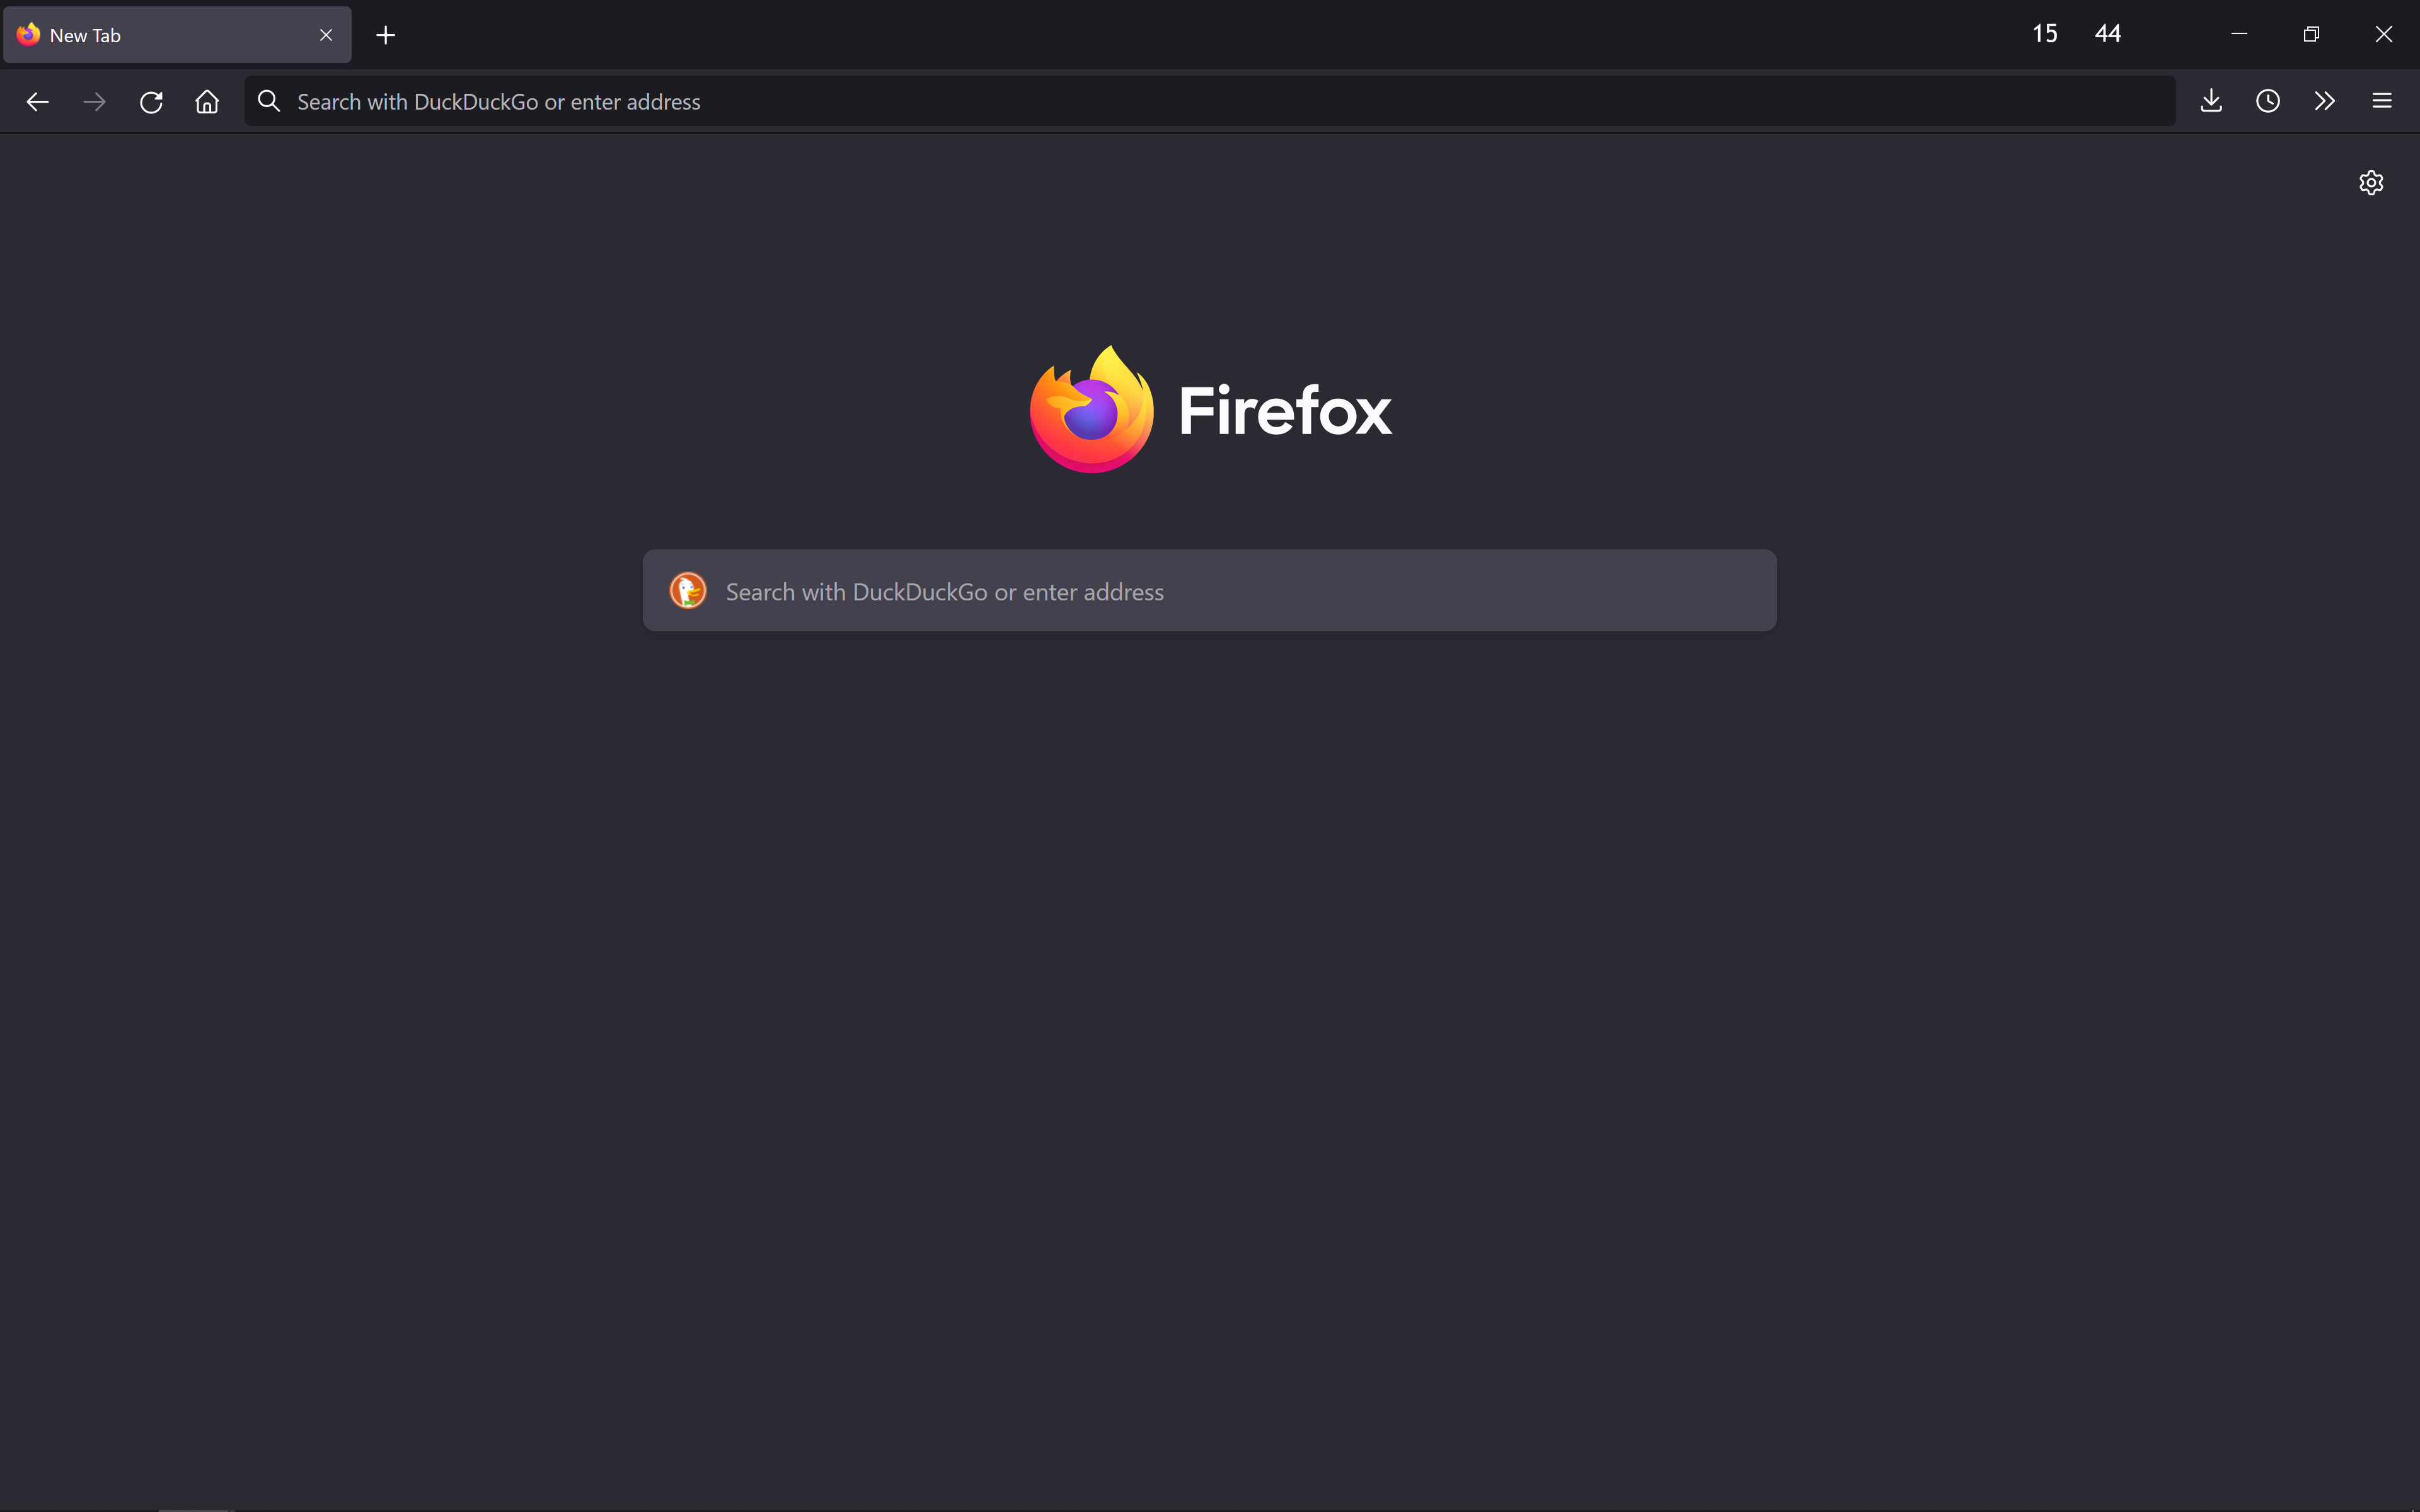 New Tab
15 44
Search with DuckDuckGo or enter address
Firefox
Search with DuckDuckGo or enter address